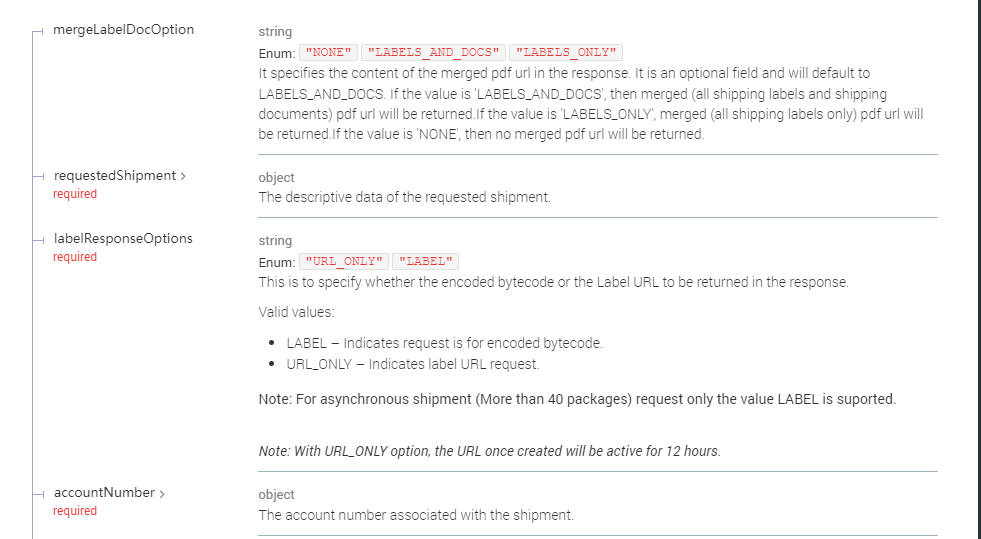 mergeLabelDocOption
string
Enum: "NONE" "LABELS_AND_DOCS" "LABELS_ONLY"
It specifies the content of the merged pdf url in the response. It is an optional field and will default to
LABELS_AND_DOCS. If the value is 'LABELS_AND_DOCS', then merged (all shipping labels and shipping
documents) pdf url will be returned.If the value is 'LABELS_ONLY', merged (all shipping labels only) pdf url will
be returned.If the value is 'NONE', then no merged pdf url will be returned.
requestedShipment >
required
object
The descriptive data of the requested shipment.
labelResponseOptions
required
string
Enum: "URL_ONLY" "LABEL"
This is to specify whether the encoded bytecode or the Label URL to be returned in the response.
Valid values:
• LABEL – Indicates request is for encoded bytecode.
• URL_ONLY – Indicates label URL request.
Note: For asynchronous shipment (More than 40 packages) request only the value LABEL is suported.
Note: With URL_ONLY option, the URL once created will be active for 12 hours.
accountNumber >
required
object
The account number associated with the shipment.